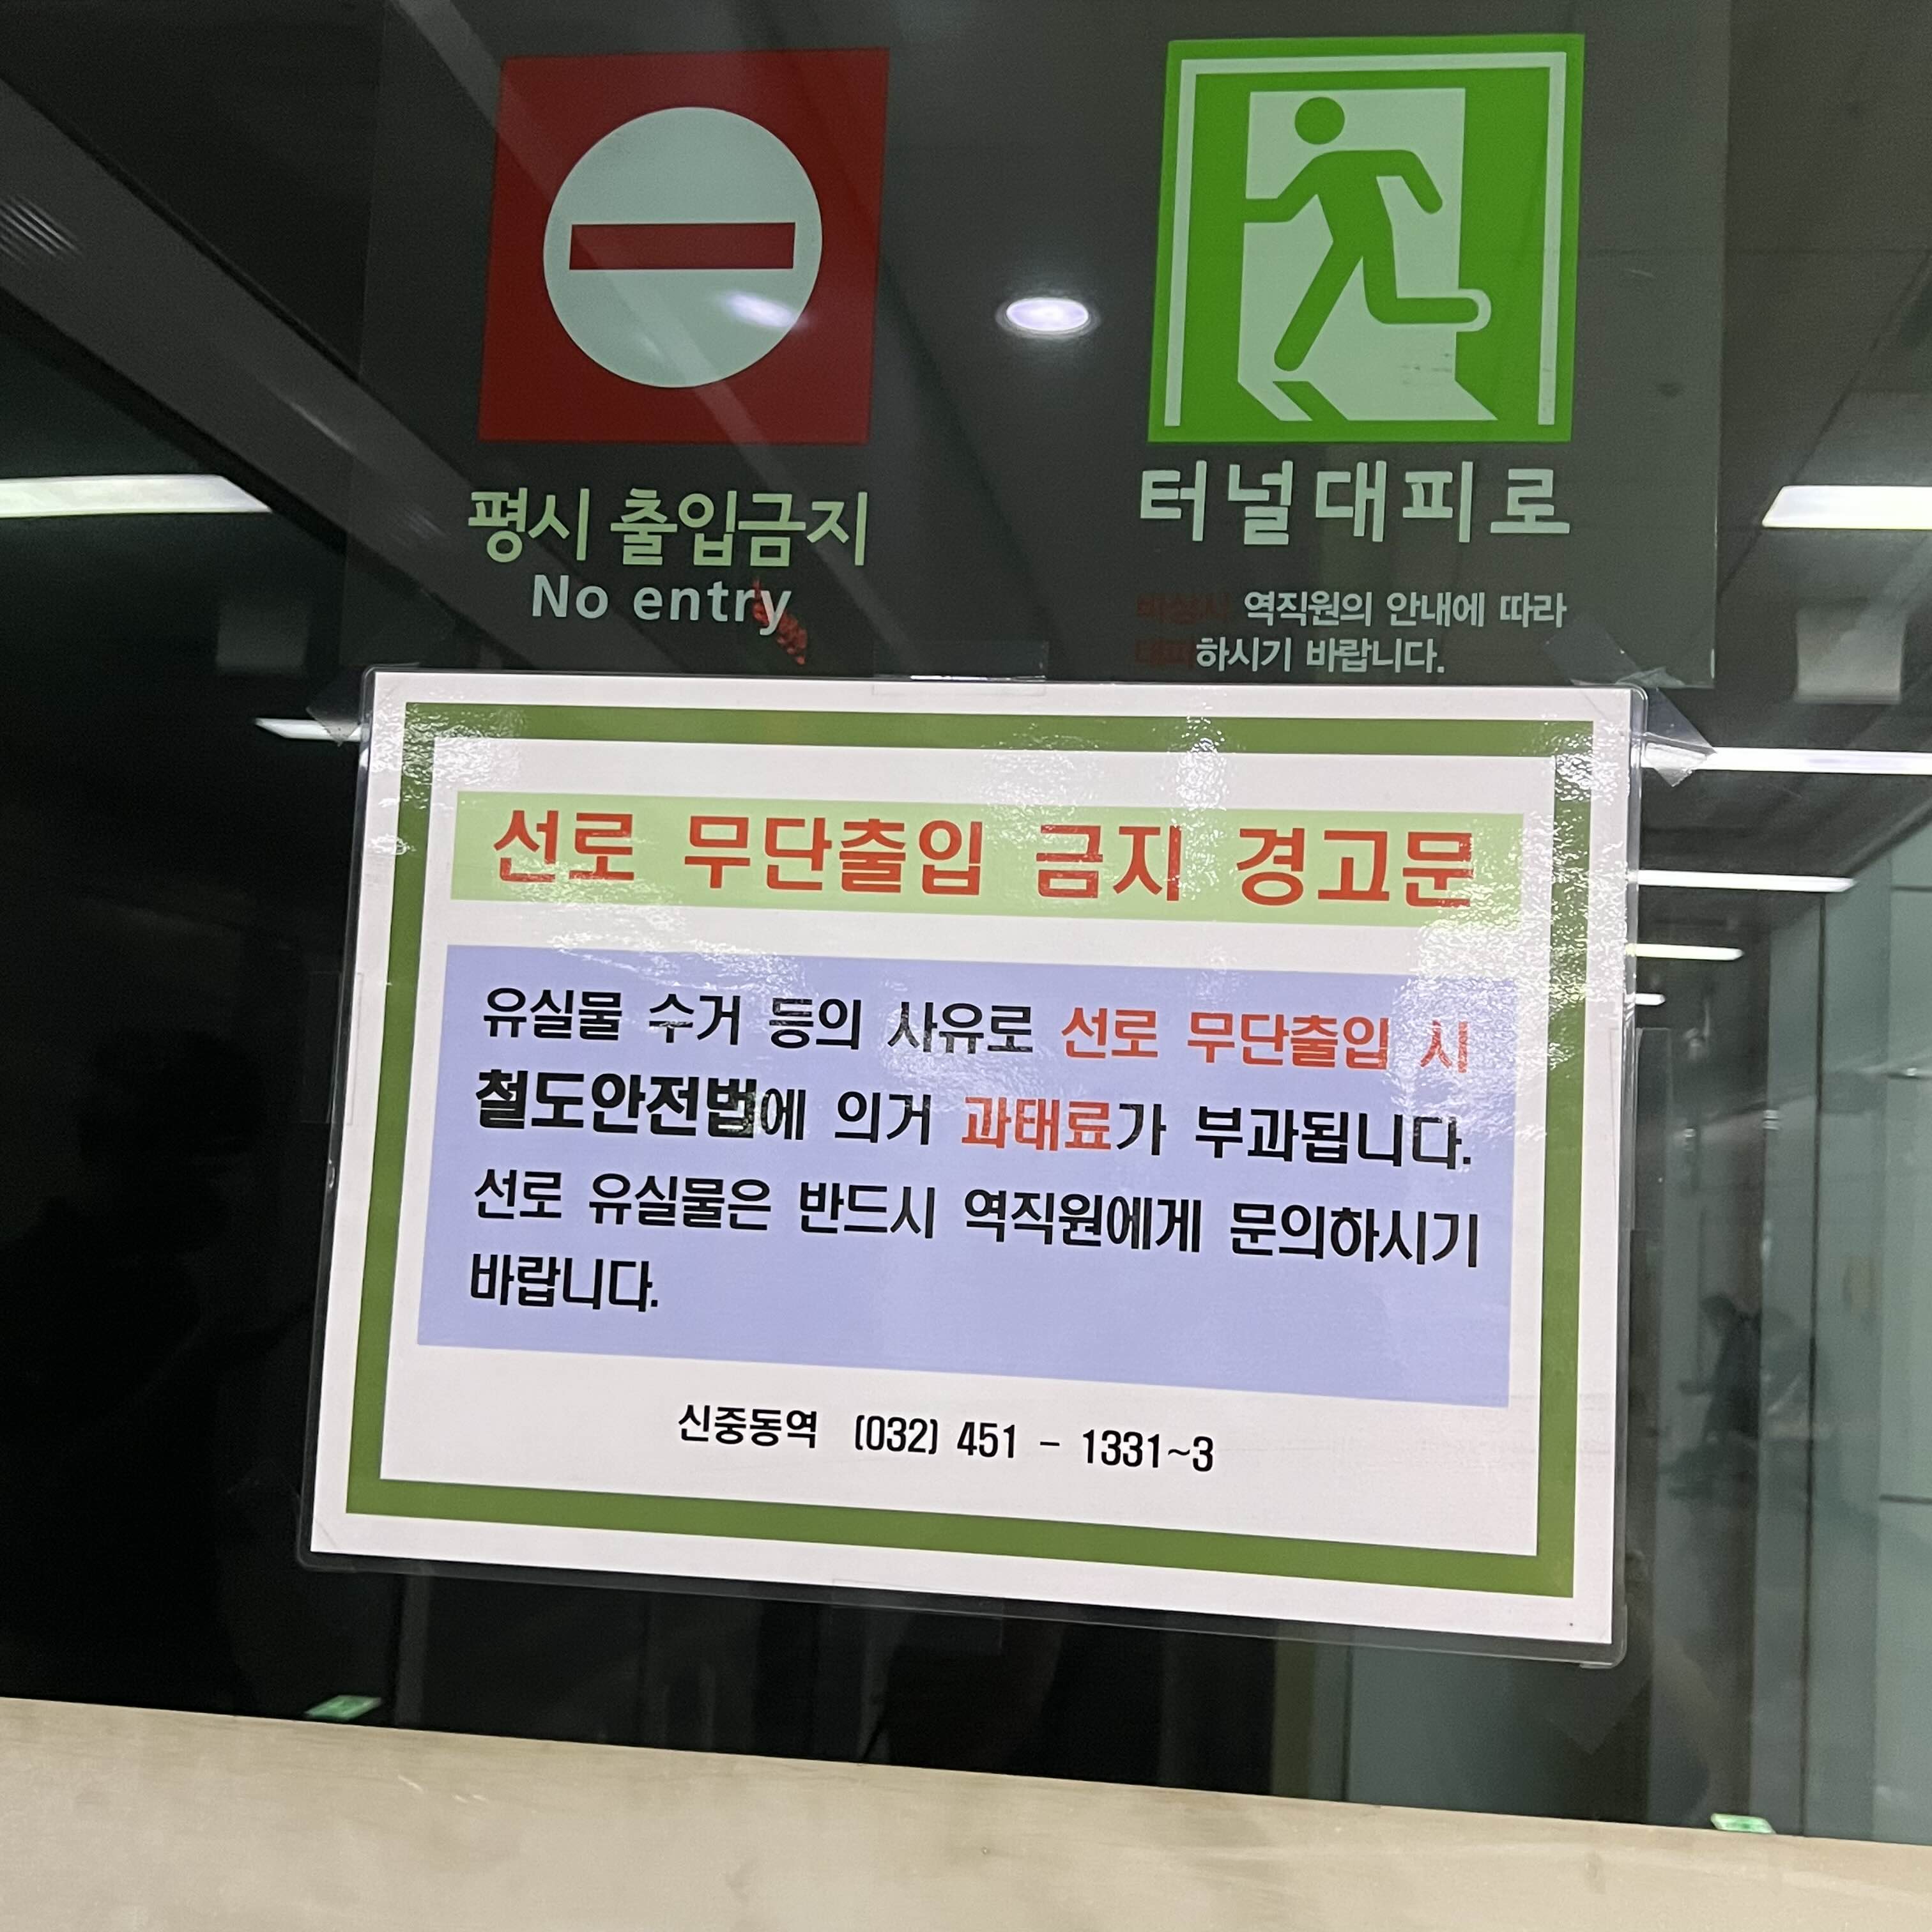 평시 출입금지
No entry
터널대피로
역직원의 안내에 따라
하시기 바랍니다.
선로 무단출입 금지 경고문
유실물 수거 등의 사유로 선로 무단출입 시
철도안전법에 의거 과태료가 부과됩니다.
선로 유실물은 반드시 역직원에게 문의하시기
바랍니다.
신중동역 (032) 451 - 1331~3